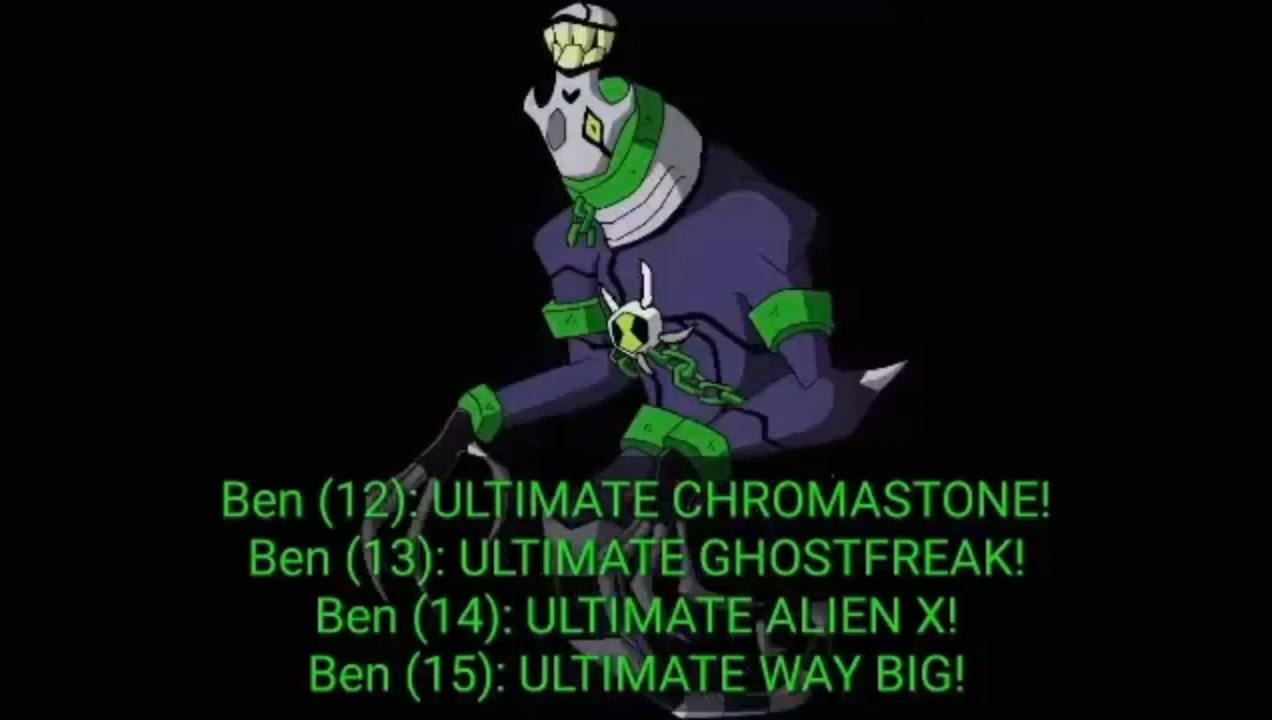 Ben (12): ULTIMATE CHROMASTONE!
Ben (13): ULTIMATE GHOSTFREAK!
Ben (14): ULTIMATE ALIEN X!
Ben (15): ULTIMATE WAY BIG!